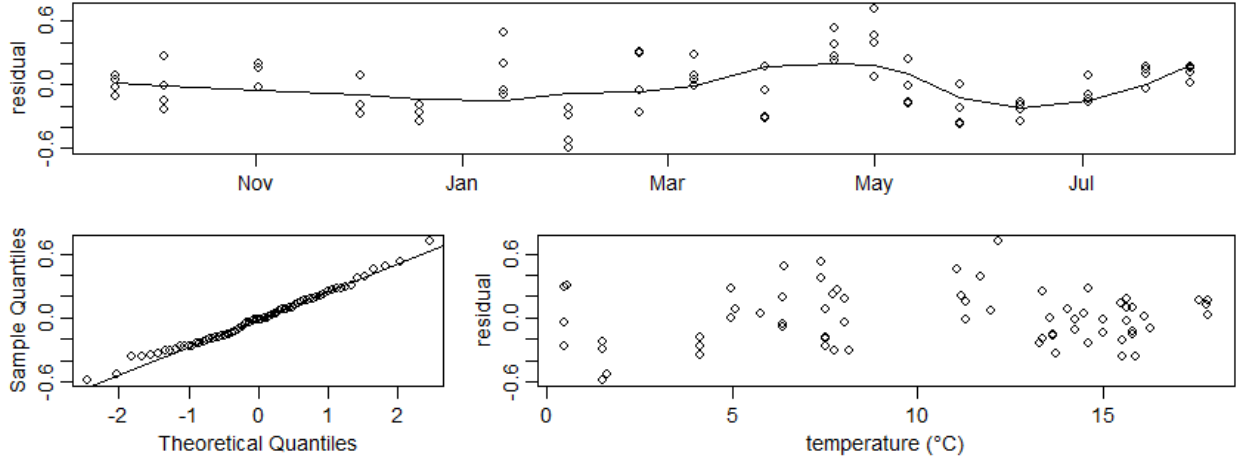 residual
-0.6 0.0 0.6
Nov Jan Mar May Jul
Sample Quantiles
-0.6 0.0 0.6
-2 -1 0 1 2
Theoretical Quantiles
residual
-0.6 0.0 0.6
0 5 10 15
temperature (°C)